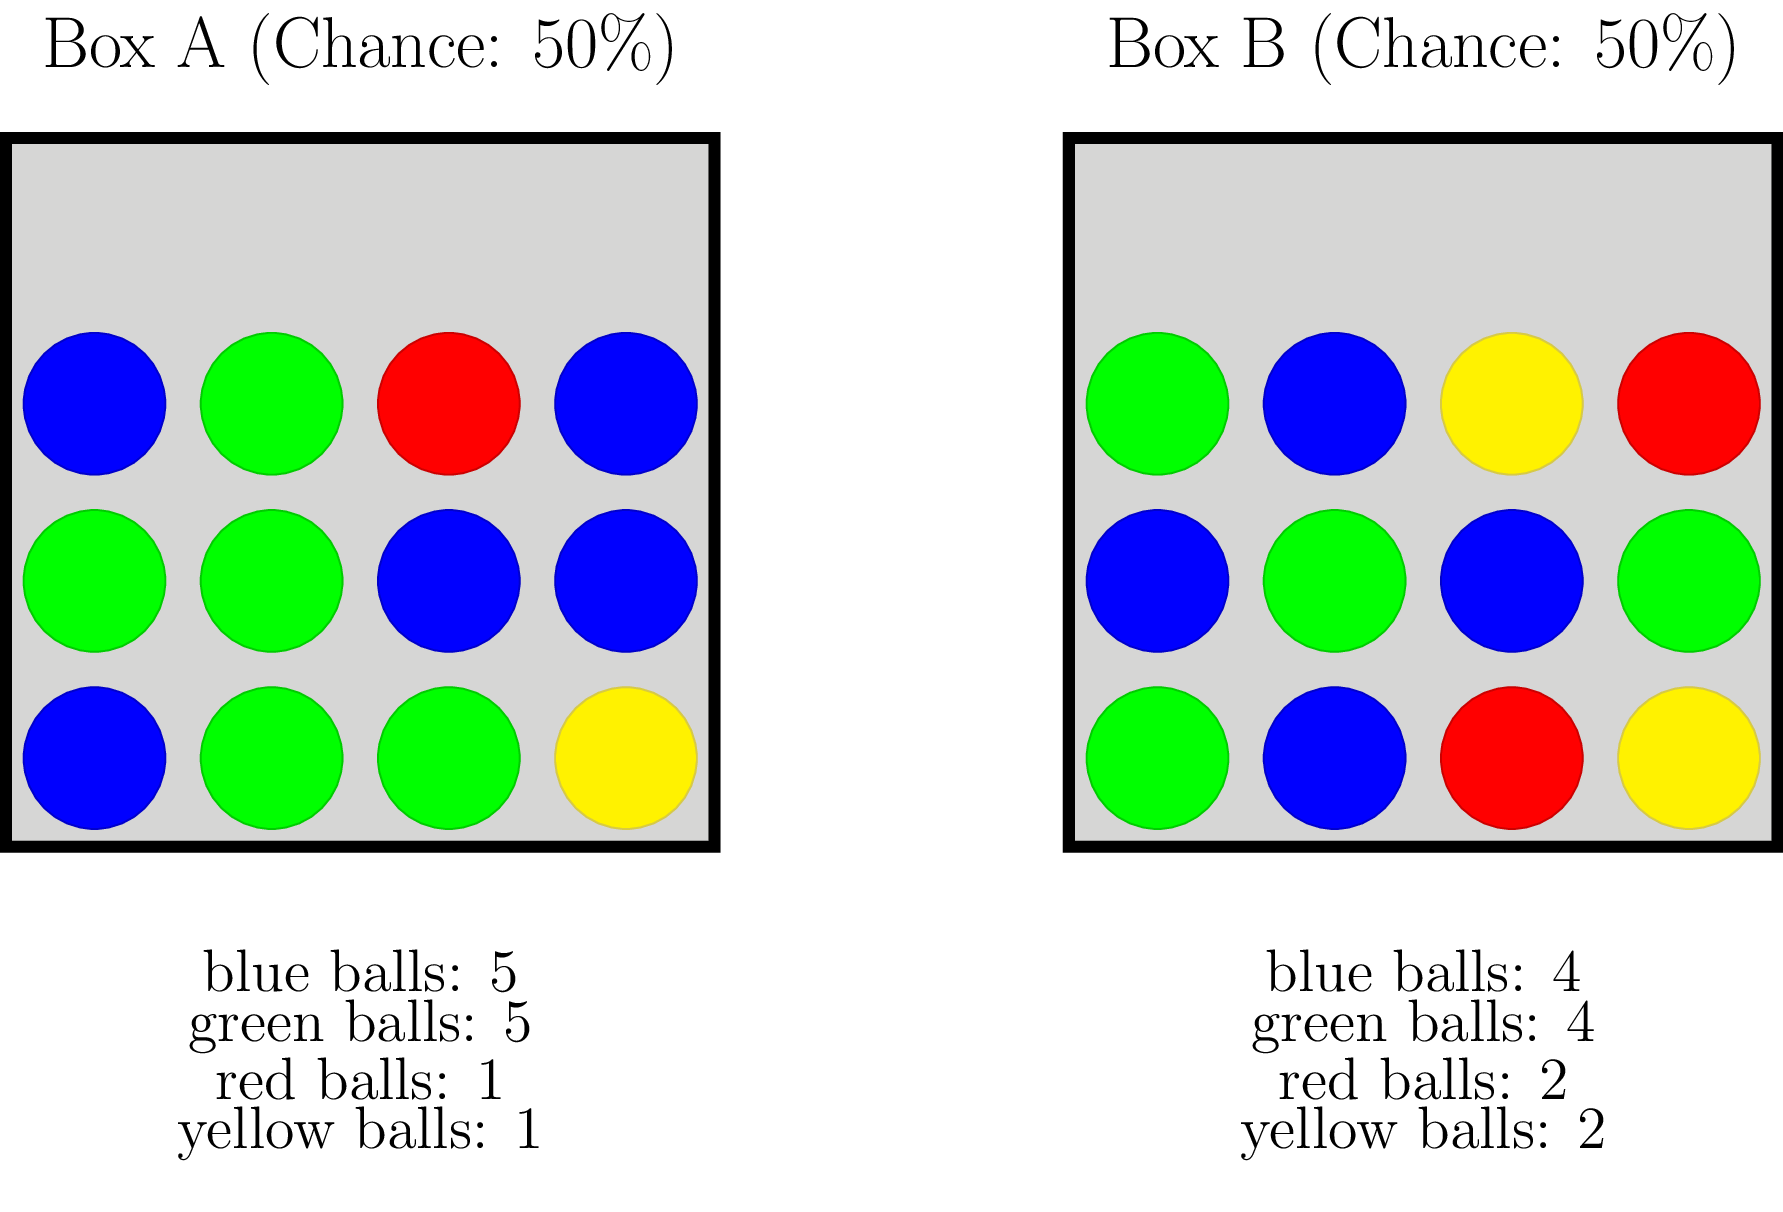 Box A (Chance: 50%)
Box B (Chance: 50%)
blue balls: 5
green balls: 5
red balls: 1
yellow balls: 1
blue balls: 4
green balls: 4
red balls: 2
yellow balls: 2